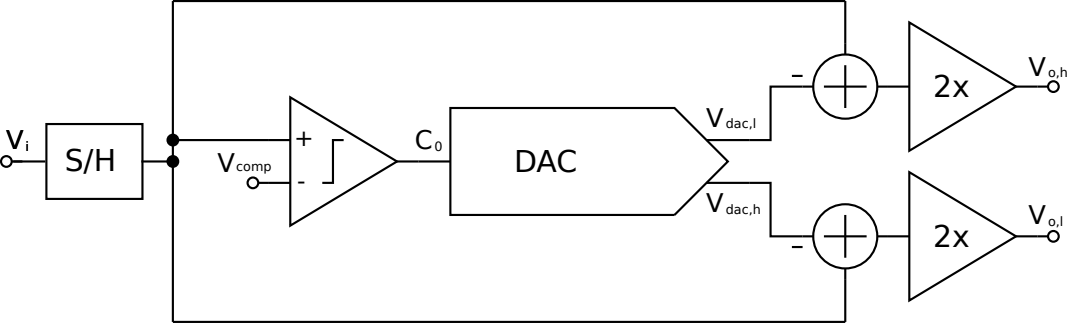 Vi
S/H
+
Vcomp
-
C0
DAC
Vdac,l
Vdac,h
−
−
2x
2x
Vo,h
Vo,l